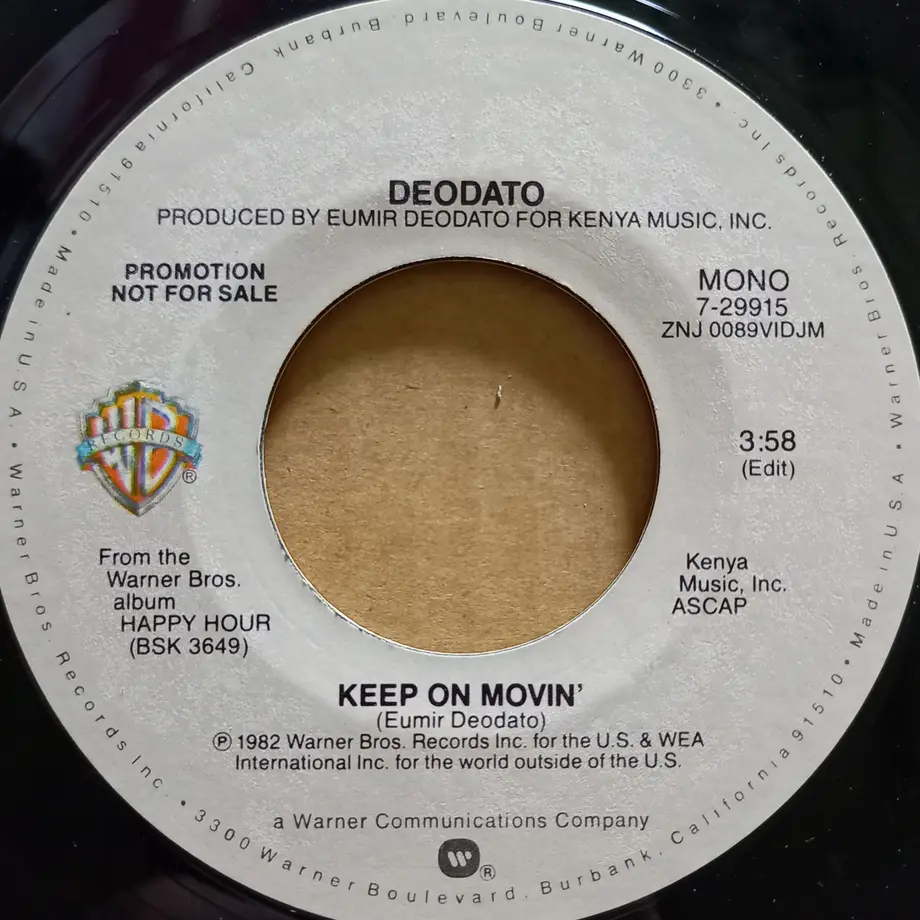 DEODATO
PRODUCED BY EUMIR DEODATO FOR KENYA MUSIC, INC.
PROMOTION
NOT FOR SALE
MONO
7-29915
ZNJ 0089VIDJM
RECORDS
®
3:58
(Edit)
From the
Warner Bros.
album
HAPPY HOUR
(BSK 3649)
Kenya
Music, Inc.
ASCAP
KEEP ON MOVIN'
(Eumir Deodato)
℗ 1982 Warner Bros. Records Inc. for the U.S. & WEA
International Inc. for the world outside of the U.S.
a Warner Communications Company
®
Warner Bros. Records Inc. • 3300 Warner Boulevard. Burbank. California 91510 • Made in U.S.A. •
Warner Bros. Records Inc. • 3300 Warner Boulevard. Burbank. California 91510 • Made in U.S.A. •